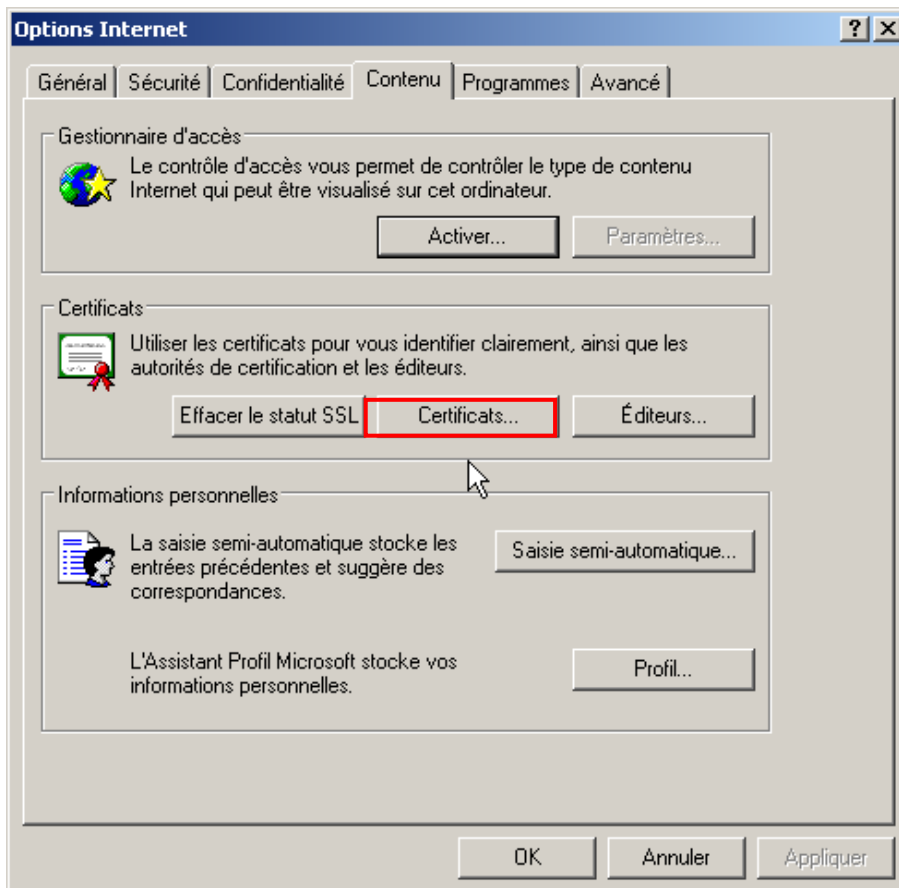 Options Internet
Général Sécurité Confidentialité Contenu Programmes Avancé
Gestionnaire d'accès
Le contrôle d'accès vous permet de contrôler le type de contenu
Internet qui peut être visualisé sur cet ordinateur.
Activer... Paramètres...
Certificats
Utiliser les certificats pour vous identifier clairement, ainsi que les
autorités de certification et les éditeurs.
Effacer le statut SSL Certificats... Éditeurs...
Informations personnelles
La saisie semi-automatique stocke les
entrées précédentes et suggère des
correspondances.
Saisie semi-automatique...
L'Assistant Profil Microsoft stocke vos
informations personnelles.
Profil...
OK Annuler Appliquer